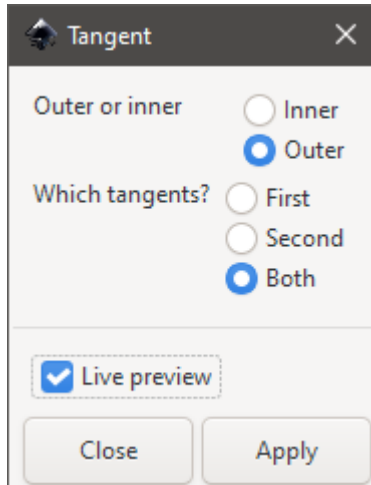 Tangent
Outer or inner
Inner
Outer
Which tangents?
First
Second
Both
Live preview
Close
Apply